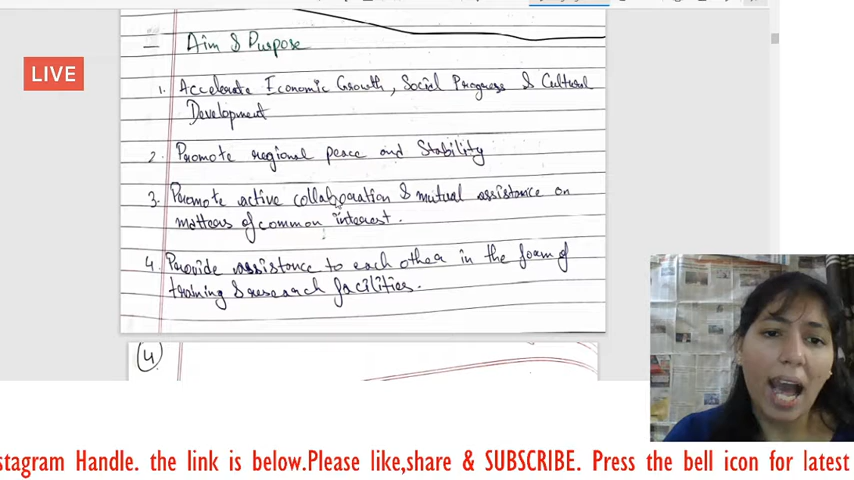 Aim & Purpose
LIVE
1. Accelerate Economic Growth, Social Progress & Cultural
Development
2. Promote regional peace and Stability
3. Promote active collaboration & mutual assistance on
matters of common interest.
4. Provide assistance to each other in the form of
training & research facilities.
4
stagram Handle. the link is below.Please like,share & SUBSCRIBE. Press the bell icon for latest